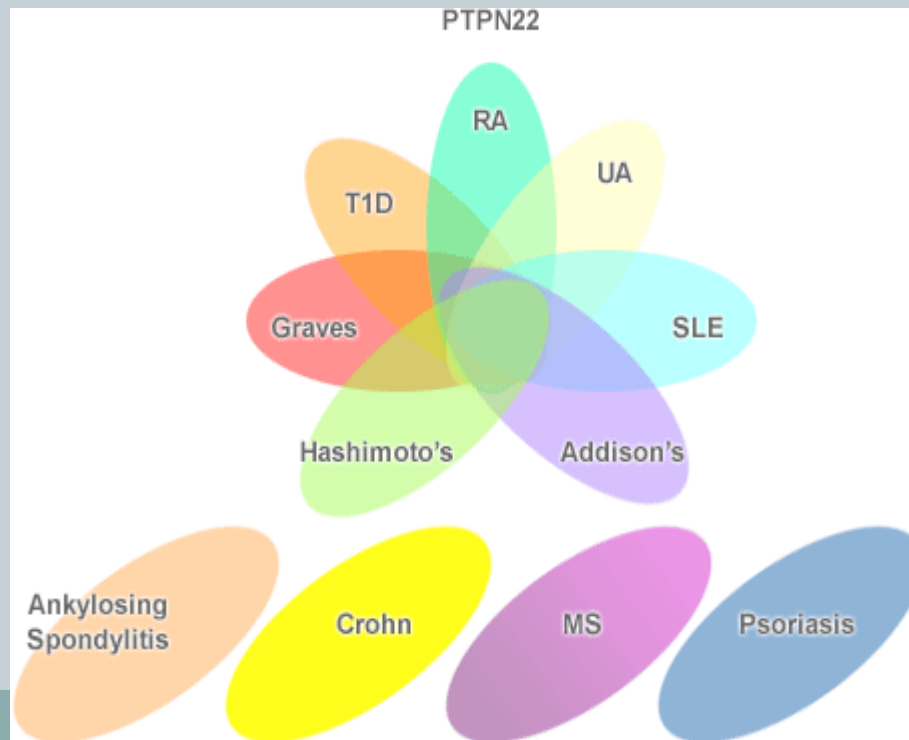 PTPN22
RA
UA
T1D
Graves
SLE
Hashimoto’s
Addison’s
Ankylosing
Spondylitis
Crohn
MS
Psoriasis